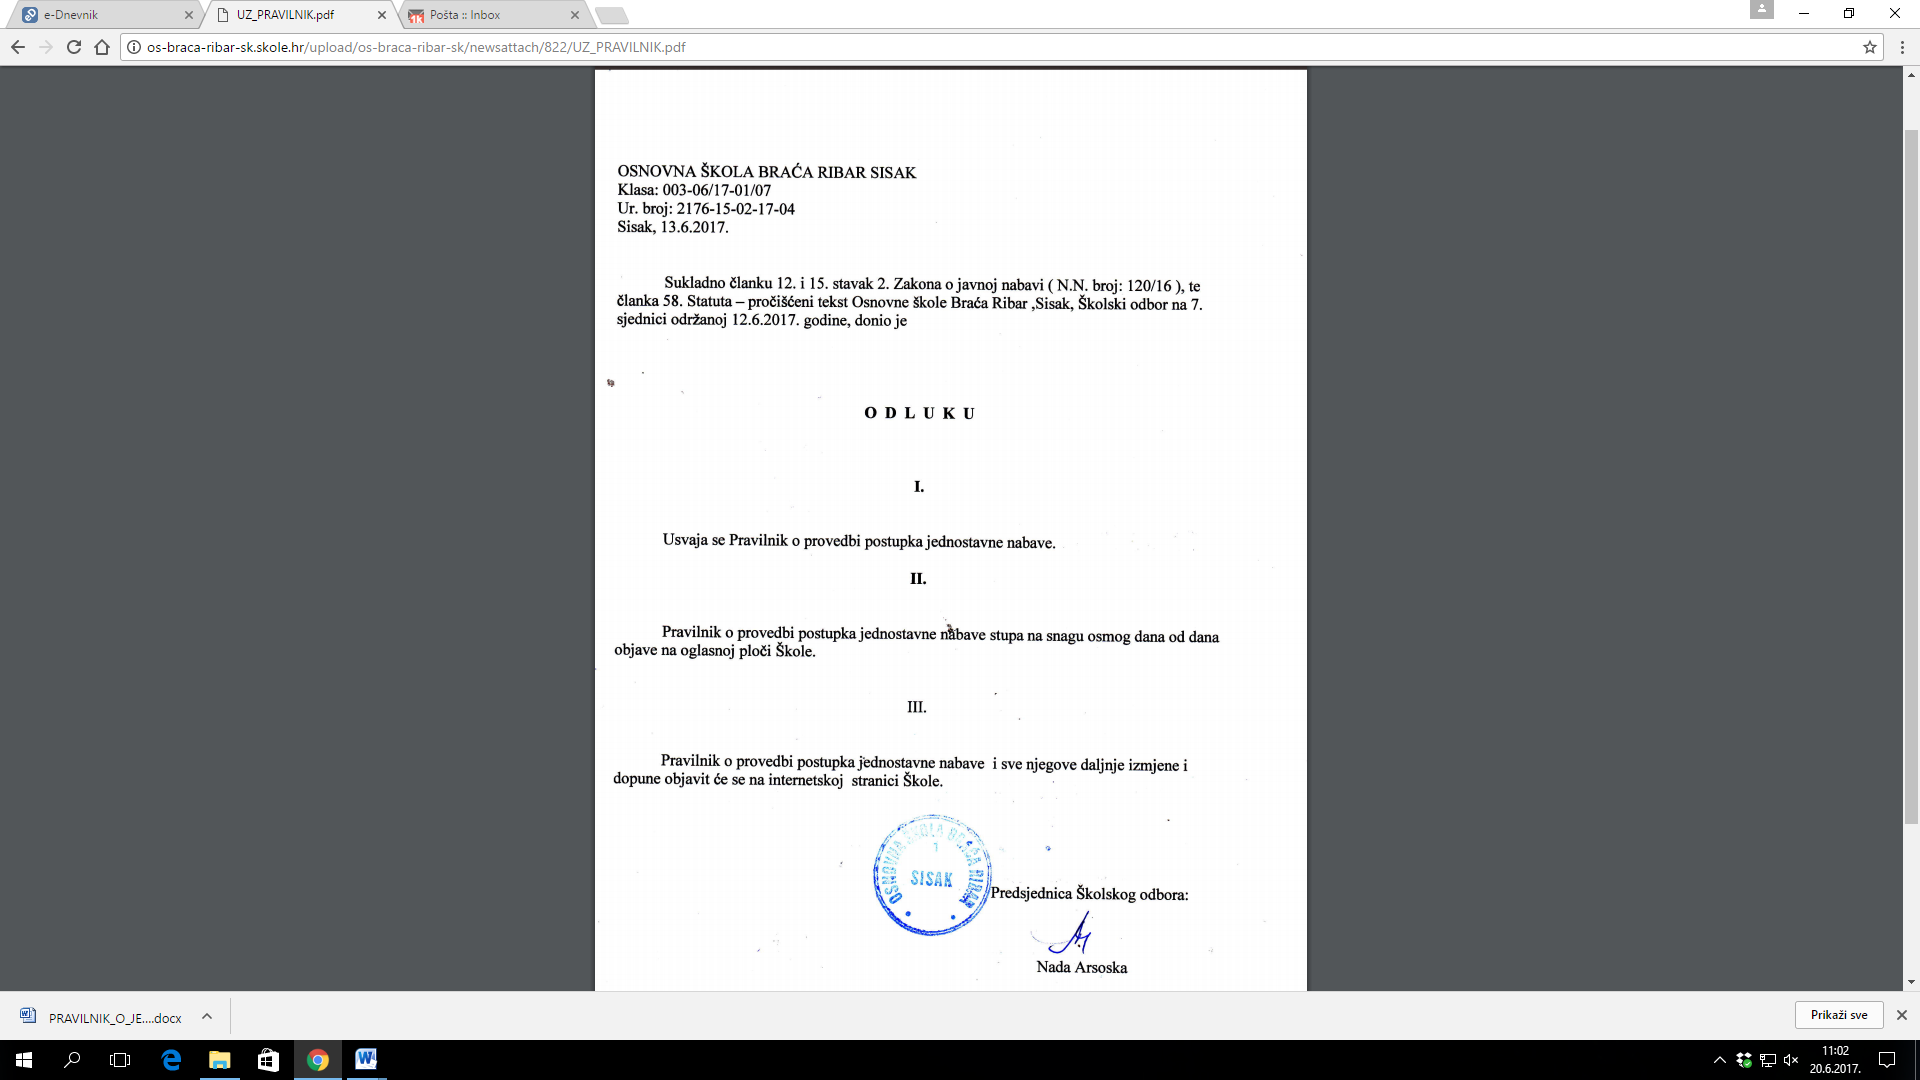 e-Dnevnik
UZ_PRAVILNIK.pdf
Pošta :: Inbox
os-braca-ribar-sk.skole.hr/upload/os-braca-ribar-sk/newsattach/822/UZ_PRAVILNIK.pdf
OSNOVNA ŠKOLA BRAĆA RIBAR SISAK
Klasa: 003-06/17-01/07
Ur. broj: 2176-15-02-17-04
Sisak, 13.6.2017.
Sukladno članku 12. i 15. stavak 2. Zakona o javnoj nabavi ( N.N. broj: 120/16 ), te
članka 58. Statuta – pročišćeni tekst Osnovne škole Braća Ribar ,Sisak, Školski odbor na 7.
sjednici održanoj 12.6.2017. godine, donio je
O D L U K U
I.
Usvaja se Pravilnik o provedbi postupka jednostavne nabave.
II.
Pravilnik o provedbi postupka jednostavne nabave stupa na snagu osmog dana od dana
objave na oglasnoj ploči Škole.
III.
Pravilnik o provedbi postupka jednostavne nabave  i sve njegove daljnje izmjene i
dopune objavit će se na internetskoj  stranici Škole.
OSNOVNA ŠKOLA BRAĆA RIBAR
1
SISAK
Predsjednica Školskog odbora:
Nada Arsoska
PRAVILNIK_O_JE....docx
Prikaži sve
11:02
20.6.2017.